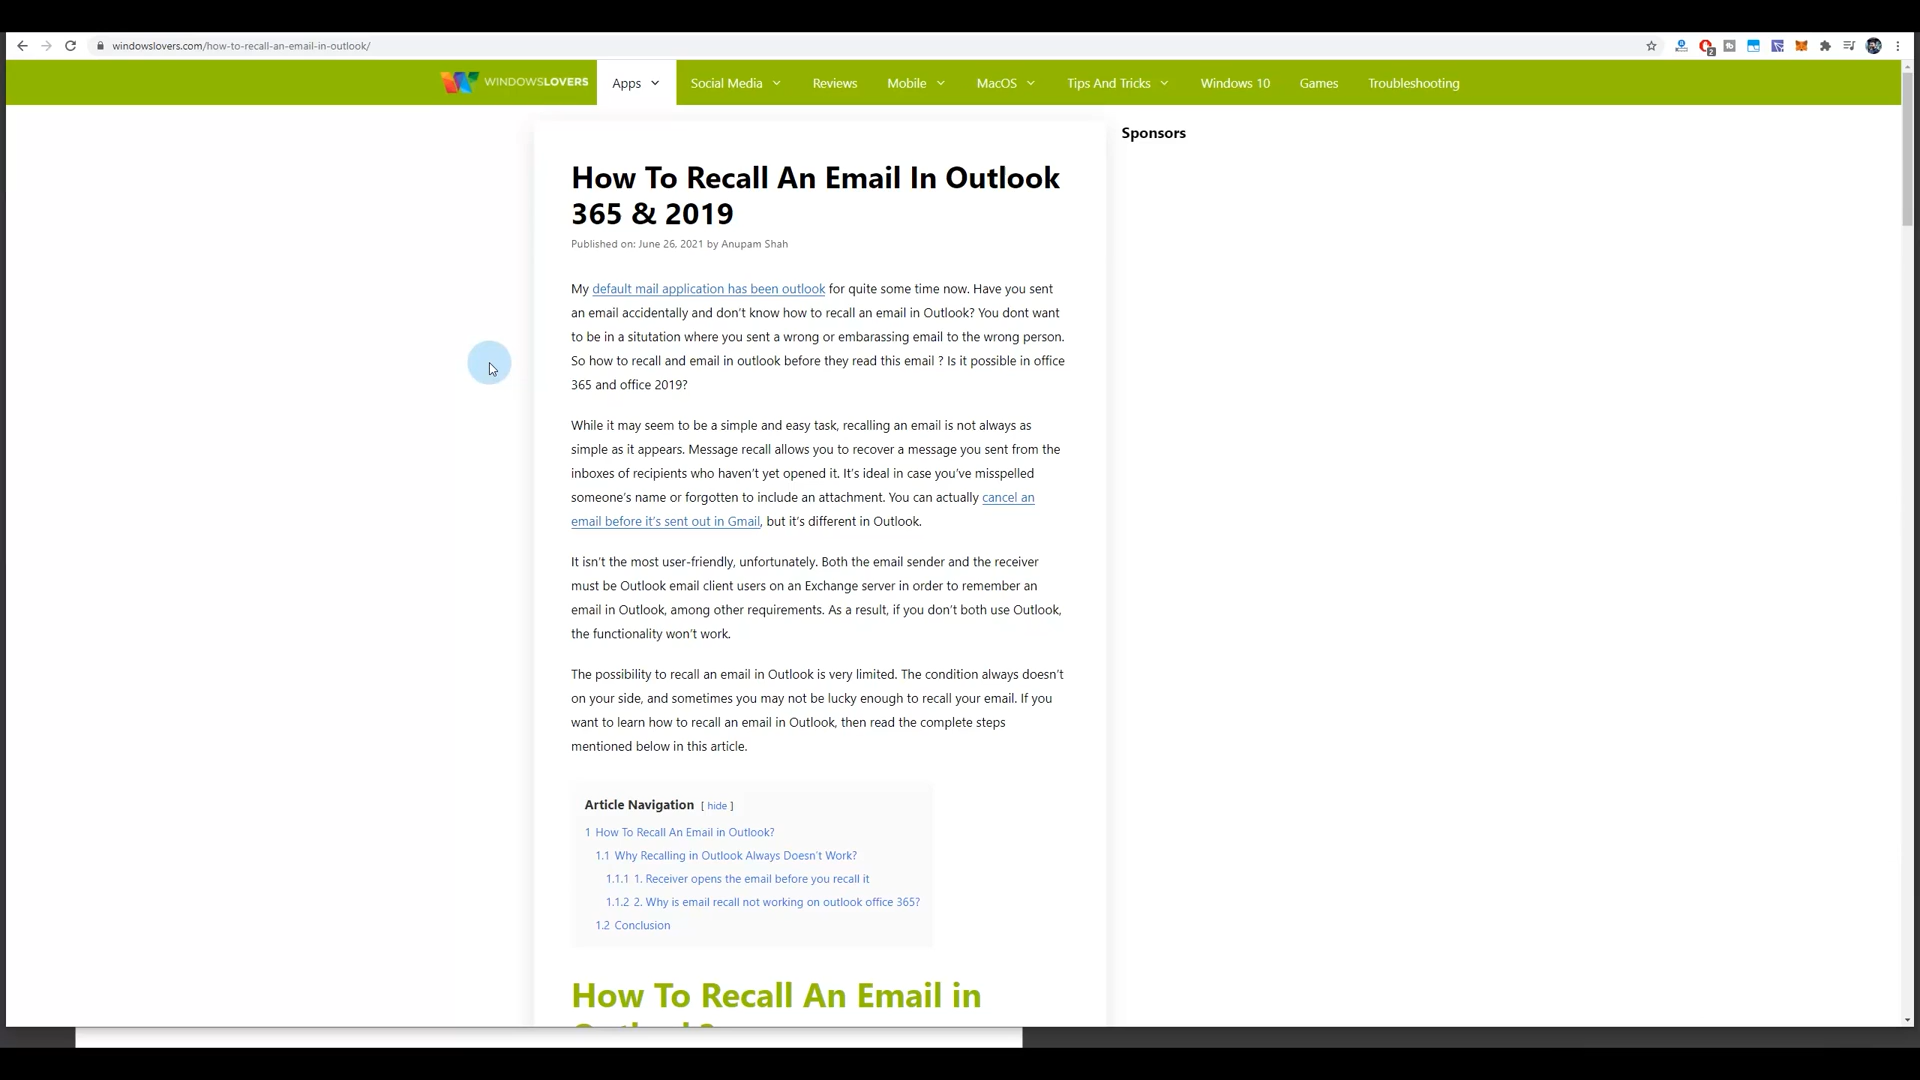 windowslovers.com/how-to-recall-an-email-in-outlook/
2
WINDOWSLOVERS
Apps
Social Media
Reviews
Mobile
MacOS
Tips And Tricks
Windows 10
Games
Troubleshooting
Sponsors
How To Recall An Email In Outlook
365 & 2019
Published on: June 26, 2021 by Anupam Shah
My default mail application has been outlook for quite some time now. Have you sent
an email accidentally and don't know how to recall an email in Outlook? You dont want
to be in a situtation where you sent a wrong or embarassing email to the wrong person.
So how to recall and email in outlook before they read this email ? Is it possible in office
365 and office 2019?
While it may seem to be a simple and easy task, recalling an email is not always as
simple as it appears. Message recall allows you to recover a message you sent from the
inboxes of recipients who haven't yet opened it. It's ideal in case you've misspelled
someone's name or forgotten to include an attachment. You can actually cancel an
email before it's sent out in Gmail, but it's different in Outlook.
It isn't the most user-friendly, unfortunately. Both the email sender and the receiver
must be Outlook email client users on an Exchange server in order to remember an
email in Outlook, among other requirements. As a result, if you don't both use Outlook,
the functionality won't work.
The possibility to recall an email in Outlook is very limited. The condition always doesn't
on your side, and sometimes you may not be lucky enough to recall your email. If you
want to learn how to recall an email in Outlook, then read the complete steps
mentioned below in this article.
Article Navigation [ hide ]
1 How To Recall An Email in Outlook?
1.1 Why Recalling in Outlook Always Doesn't Work?
1.1.1 1. Receiver opens the email before you recall it
1.1.2 2. Why is email recall not working on outlook office 365?
1.2 Conclusion
How To Recall An Email in